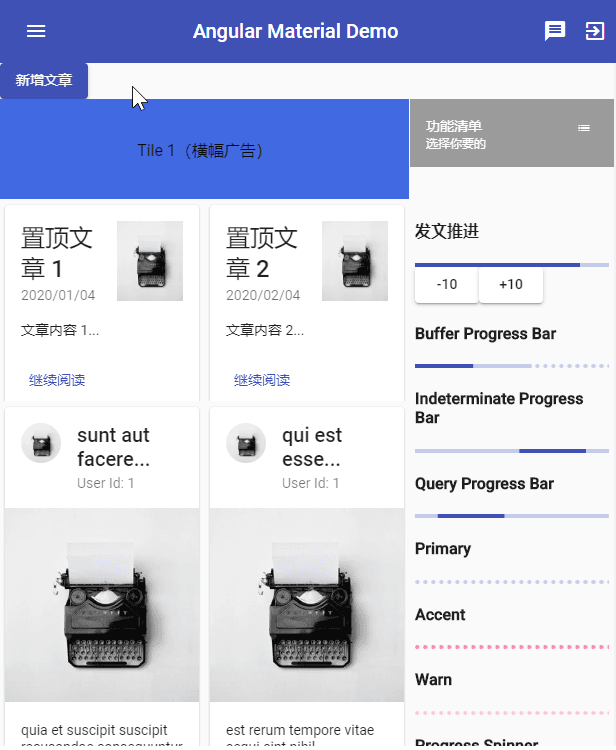 Angular Material Demo
新增文章
Tile 1（横幅广告）
功能清单
选择你要的
置顶文
章 1
2020/01/04
文章内容 1...
继续阅读
置顶文
章 2
2020/02/04
文章内容 2...
继续阅读
sunt aut
facere...
User Id: 1
quia et suscipit suscipit
qui est
esse...
User Id: 1
est rerum tempore vitae
发文推进
-10
+10
Buffer Progress Bar
Indeterminate Progress
Bar
Query Progress Bar
Primary
Accent
Warn
Progress Spinner